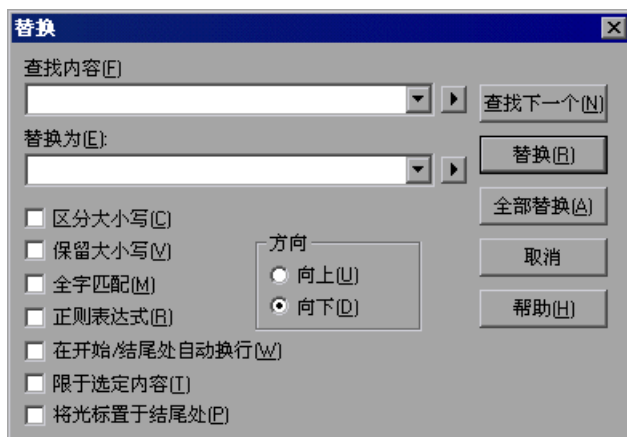 替换
查找内容(F)
查找下一个(N)
替换为(E):
替换(R)
全部替换(A)
区分大小写(C)
保留大小写(V)
全字匹配(M)
正则表达式(R)
方向
向上(U)
向下(D)
取消
帮助(H)
在开始/结尾处自动换行(W)
限于选定内容(T)
将光标置于结尾处(P)